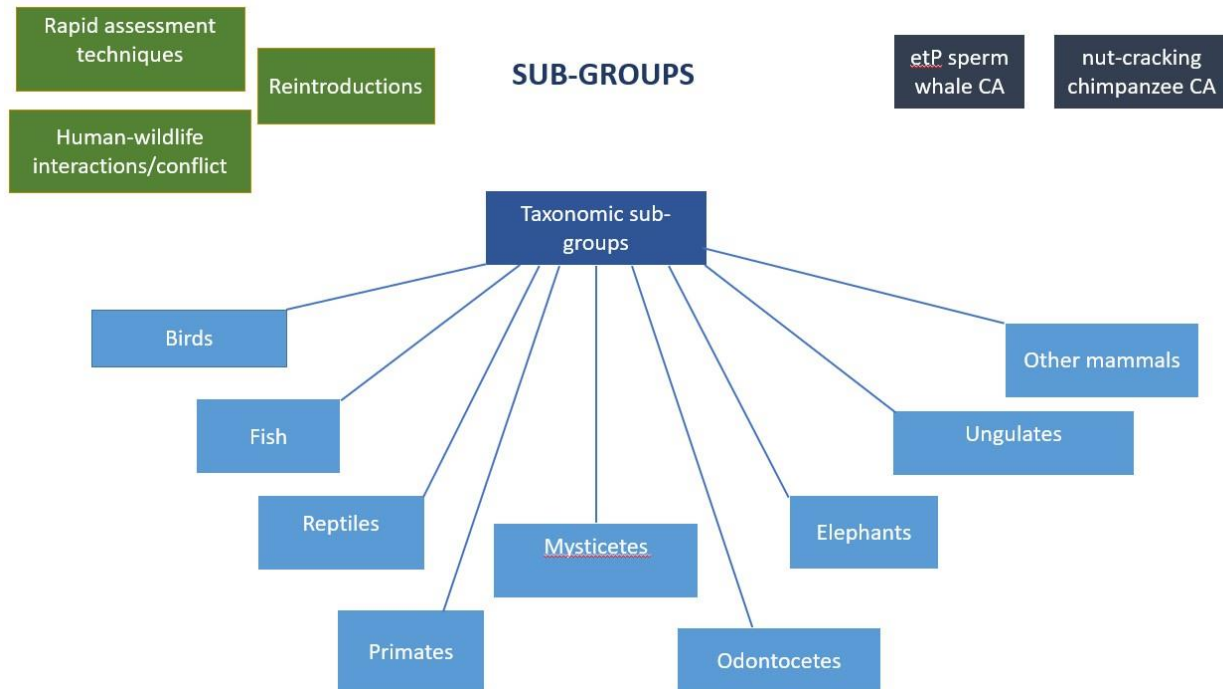 Rapid assessment
techniques
Reintroductions
Human-wildlife
interactions/conflict
SUB-GROUPS
etP sperm
whale CA
nut-cracking
chimpanzee CA
Taxonomic sub-
groups
Birds
Fish
Reptiles
Primates
Mysticetes
Odontocetes
Elephants
Ungulates
Other mammals